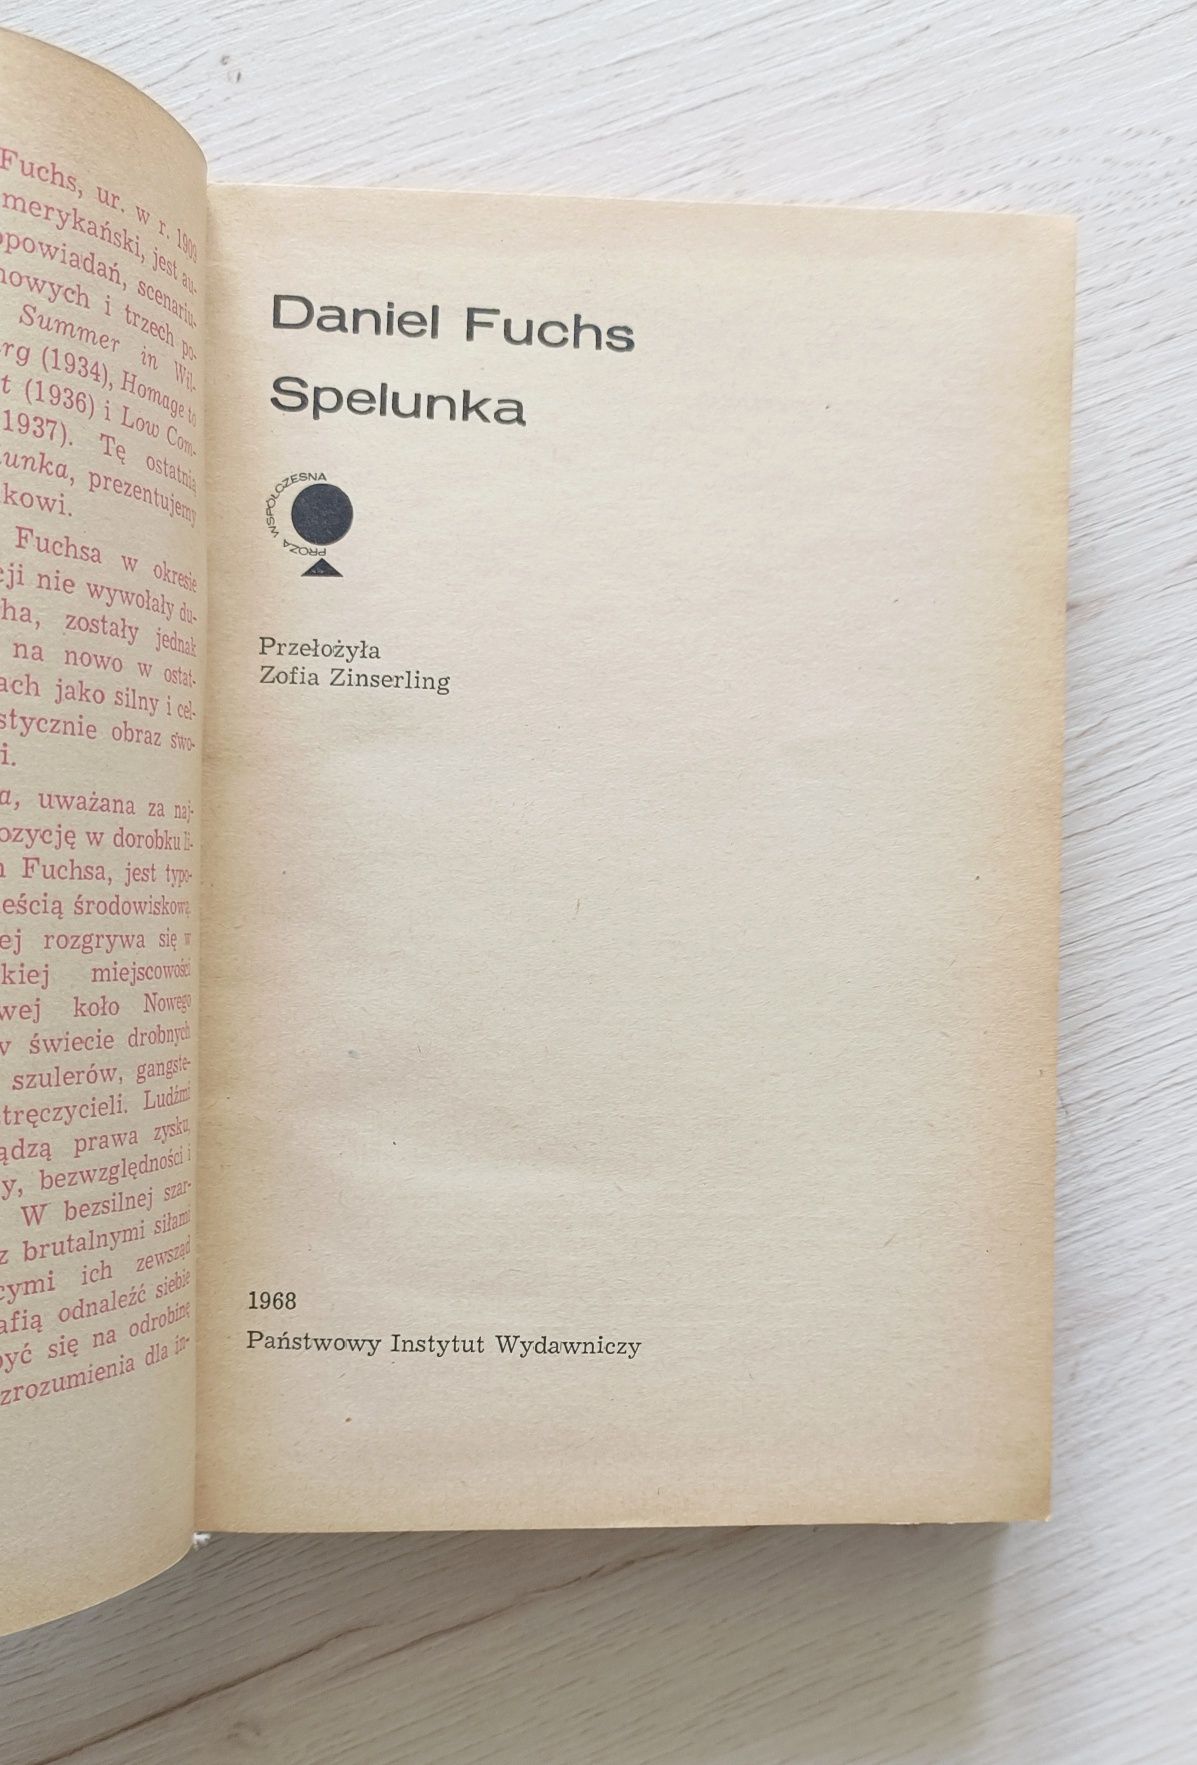 Fuchs, ur. w r. 1909
merykański, jest au-
opowiadań, scenariu-
nowych i trzech po-
Summer in Wil-
rg (1934), Homage to
t (1936) i Low Com-
1937). Tę ostatnią
unka, prezentujemy
kowi.
Fuchsa w okresie
cji nie wywołały du-
ha, zostały jednak
na nowo w ostat-
ach jako silny i cel-
stycznie obraz swo-
i.
a, uważana za naj-
ozycję w dorobku li-
Fuchsa, jest typo-
eścią środowiskową.
ej rozgrywa się w
kiej miejscowości
wej koło Nowego
w świecie drobnych
szulerów, gangste-
tręczycieli. Ludźmi
ądzą prawa zysku,
y, bezwzględności i
W bezsilnej szar-
z brutalnymi siłami
cymi ich zewsząd
afią odnaleźć siebie
być się na odrobinę
zrozumienia dla in-
Daniel Fuchs
Spelunka
PROZA WSPÓŁCZESNA
Przełożyła
Zofia Zinserling
1968
Państwowy Instytut Wydawniczy